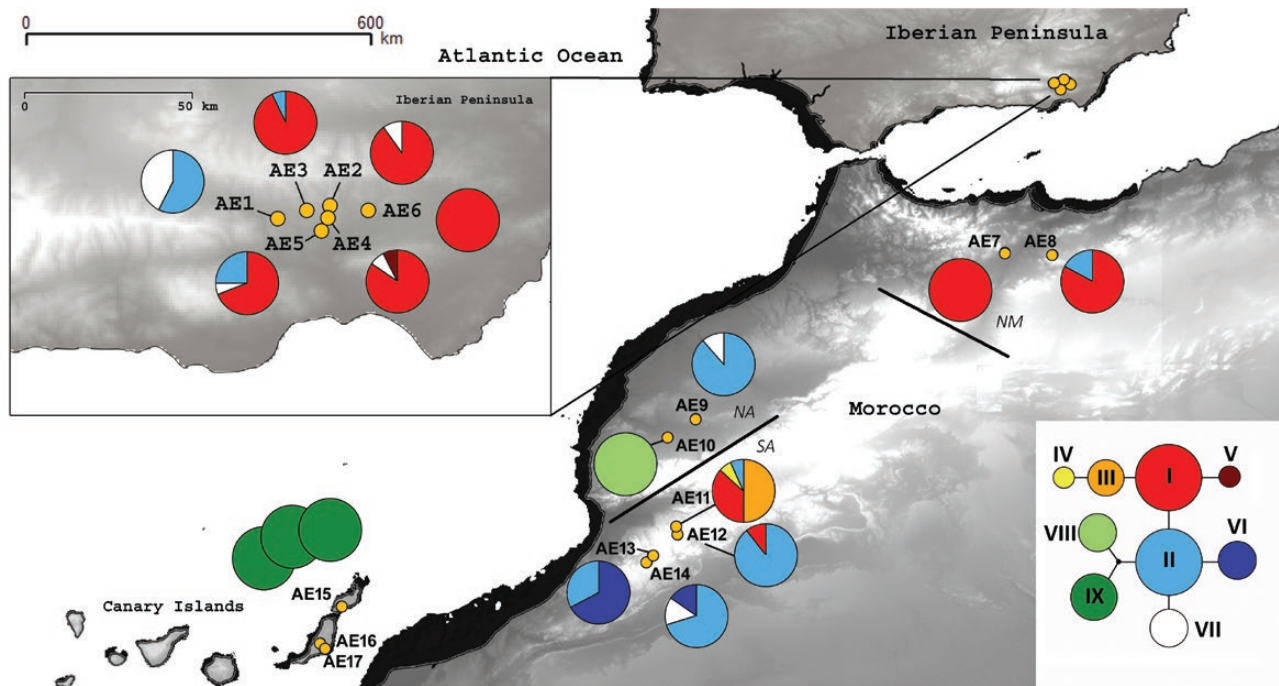 0 600
km
Atlantic Ocean
Iberian Peninsula
0 50 km
Iberian Peninsula
AE3 AE2
AE1 AE6
AE5 AE4
AE7 AE8
NM
AE9 NA
Morocco
AE10
SA
AE11
AE12
AE13
AE14
AE15
Canary Islands
AE16
AE17
IV III I V
VIII II VI
IX
VII